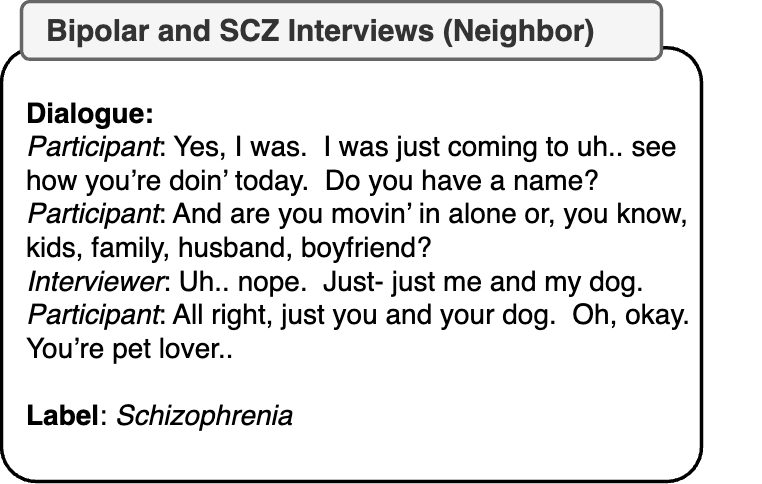 Bipolar and SCZ Interviews (Neighbor)
Dialogue:
Participant: Yes, I was.  I was just coming to uh.. see
how you’re doin’ today.  Do you have a name?
Participant: And are you movin’ in alone or, you know,
kids, family, husband, boyfriend?
Interviewer: Uh.. nope.  Just- just me and my dog.
Participant: All right, just you and your dog.  Oh, okay.
You’re pet lover..
Label: Schizophrenia